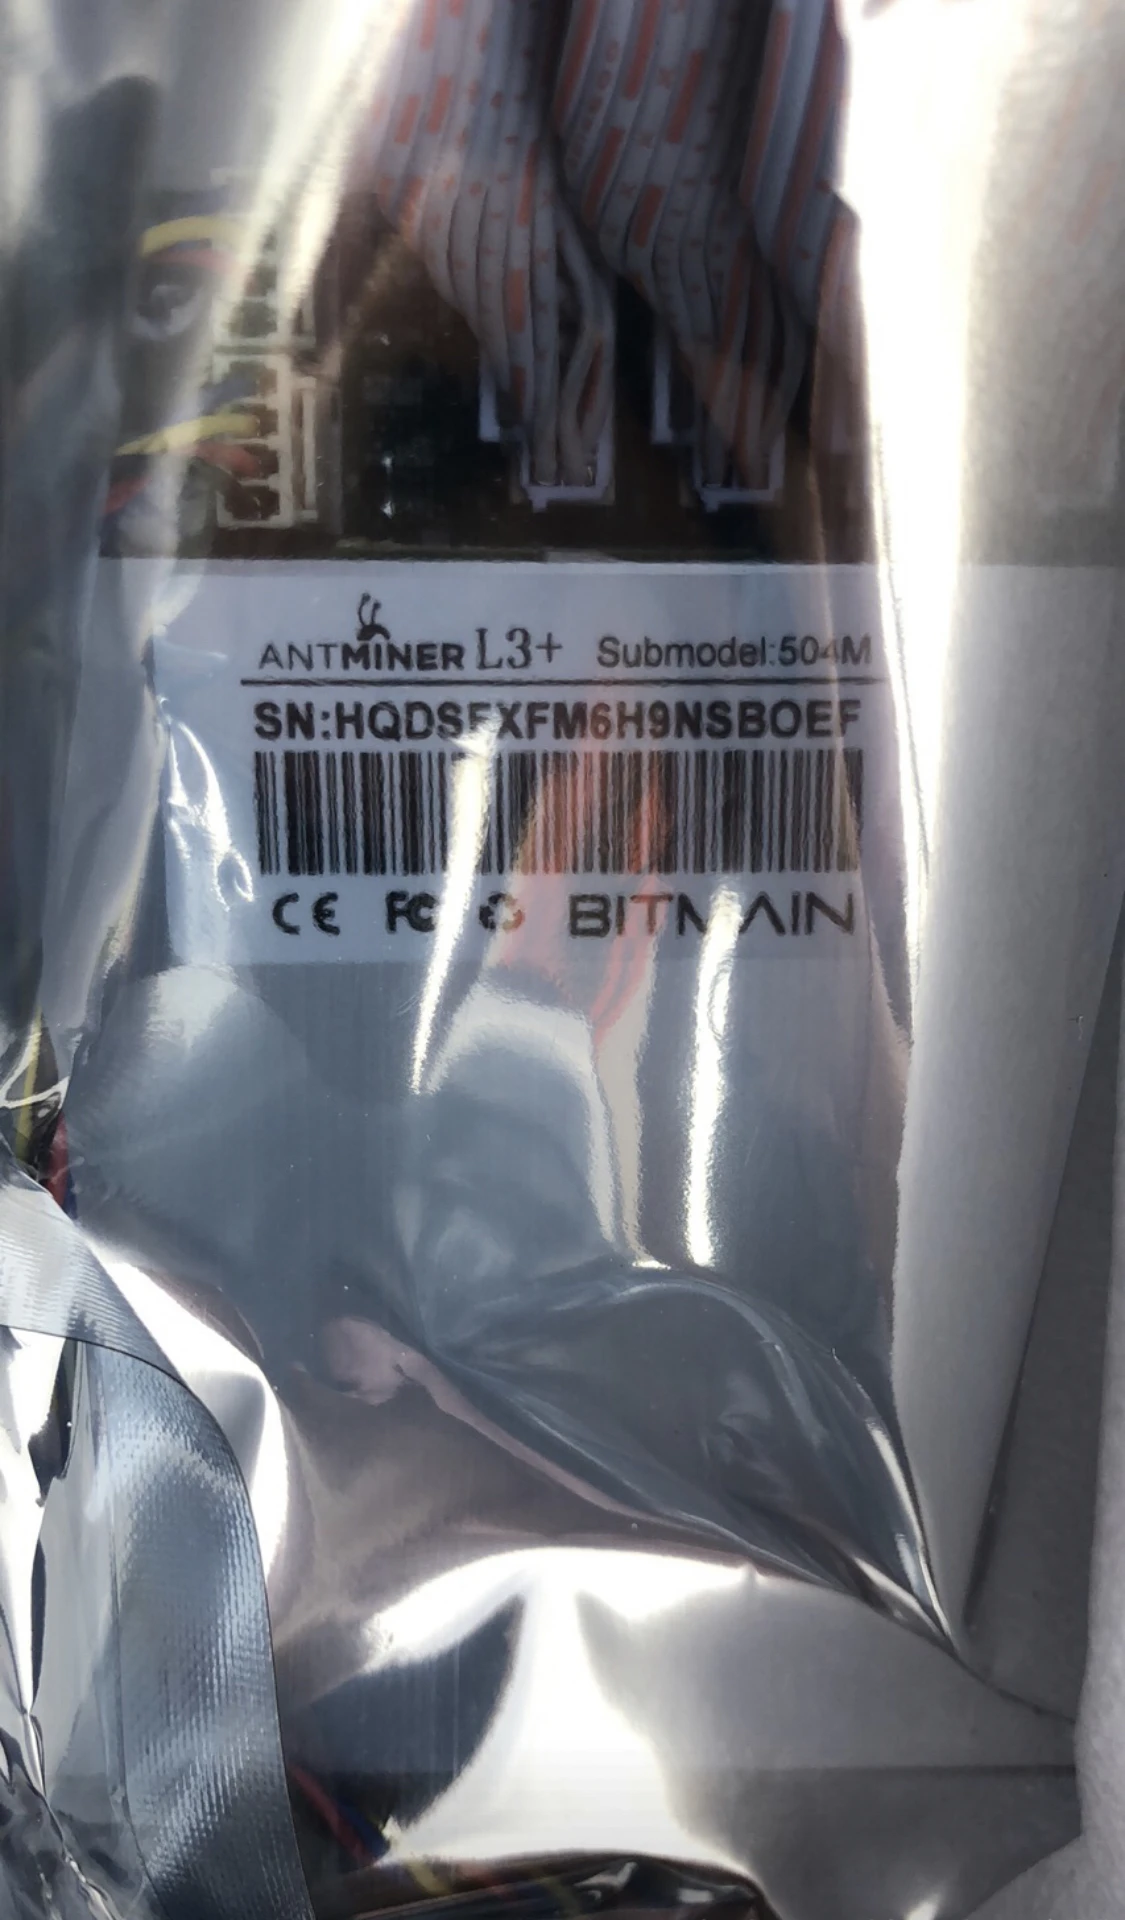 ANTMINER L3+ Submodel:504M
SN:HQDSEXFM6H9NSBOEF
CE FC BITMAIN